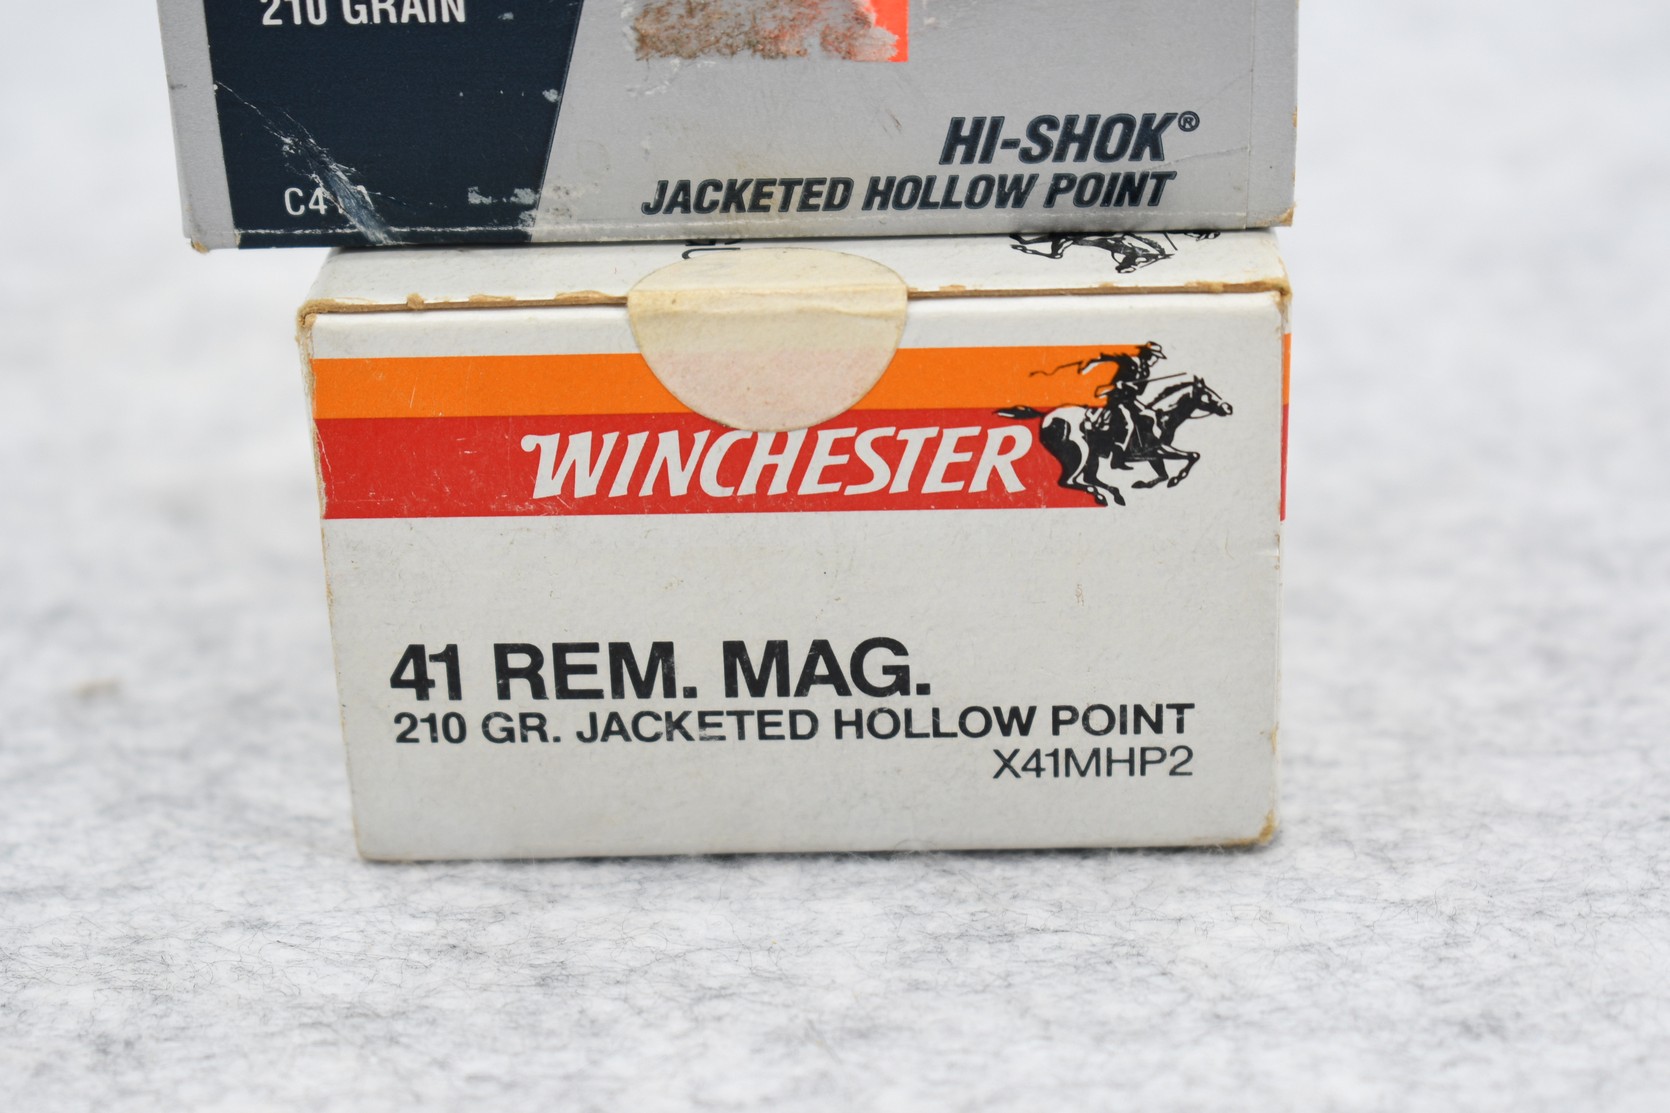 210 GRAIN
HI-SHOK®
JACKETED HOLLOW POINT
WINCHESTER
41 REM. MAG.
210 GR. JACKETED HOLLOW POINT
X41MHP2